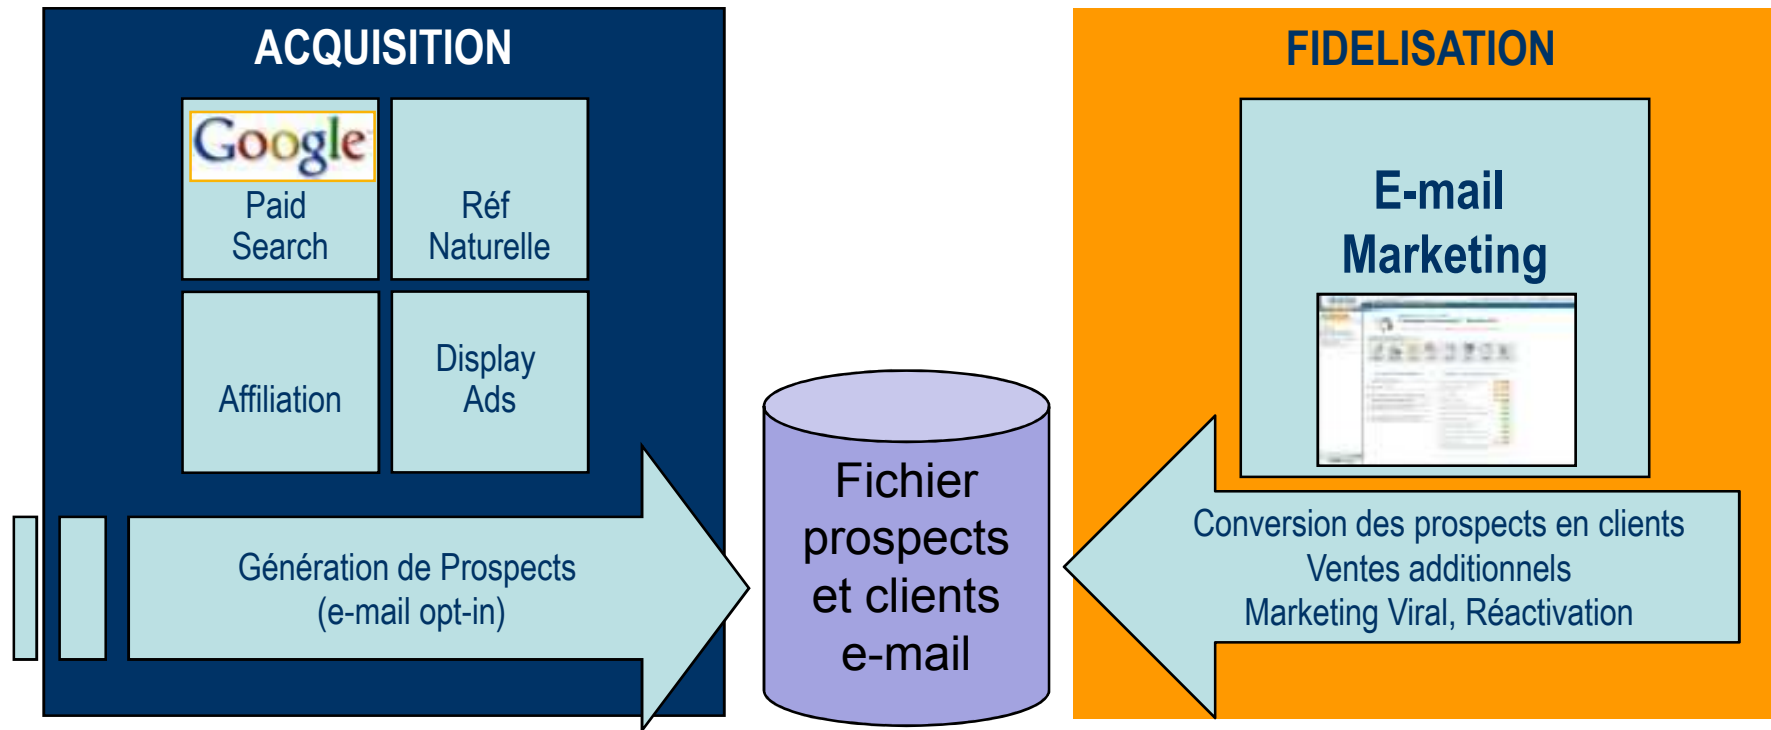 ACQUISITION
Google
Paid
Search
Réf
Naturelle
Affiliation
Display
Ads
Génération de Prospects
(e-mail opt-in)
Fichier
prospects
et clients
e-mail
FIDELISATION
E-mail
Marketing
Conversion des prospects en clients
Ventes additionnels
Marketing Viral, Réactivation